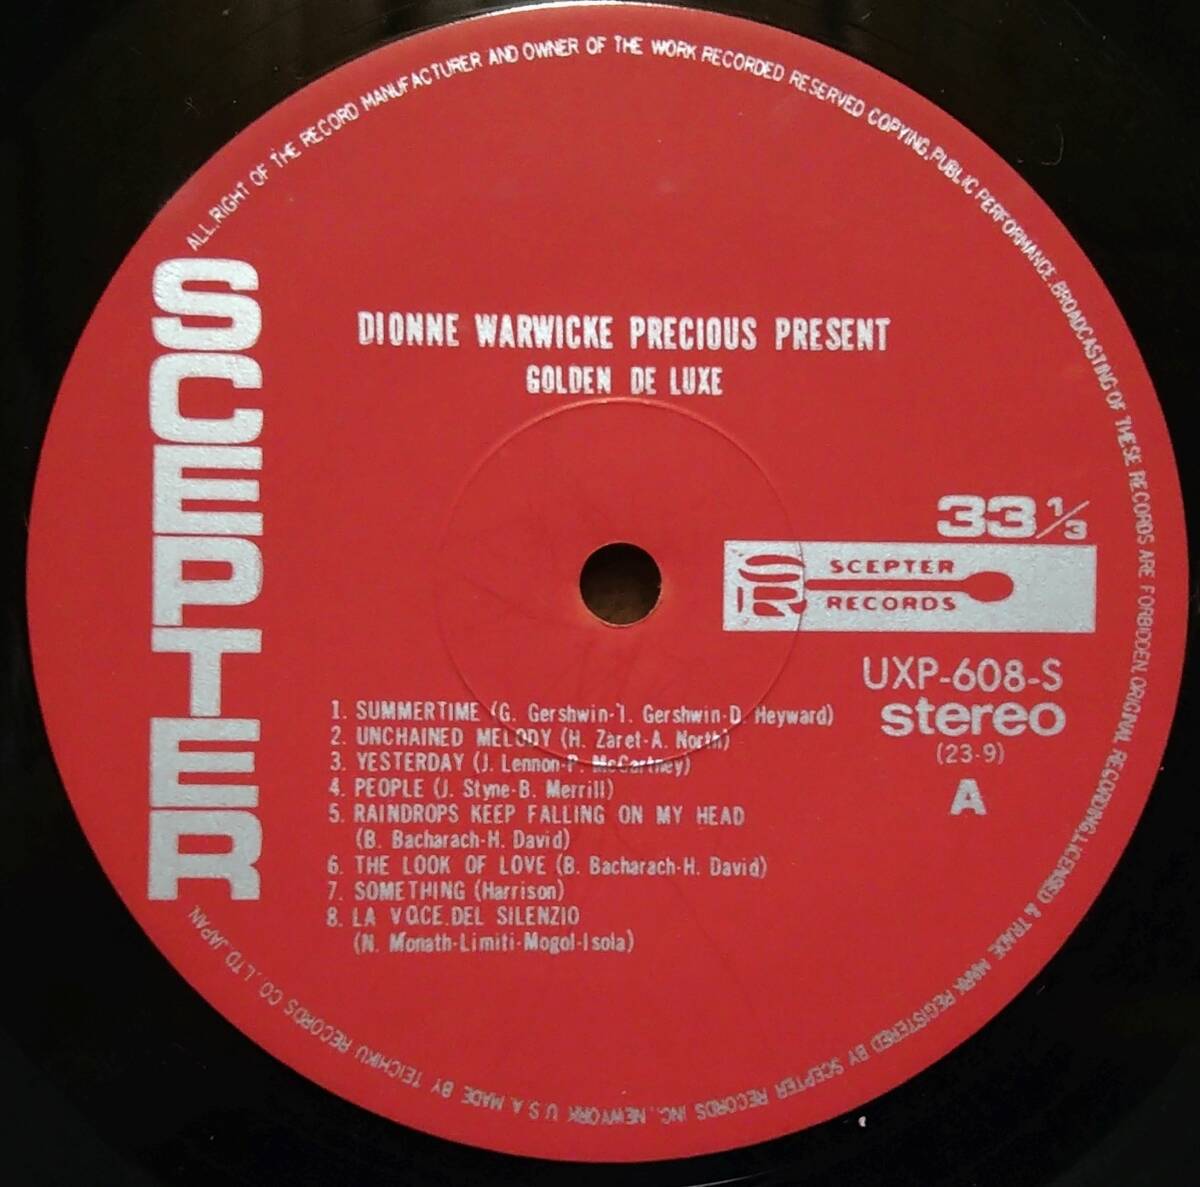 ALL RIGHT OF THE RECORD MANUFACTURER AND OWNER OF THE WORK RECORDED RESERVED COPYING, PUBLIC PERFORMANCE, BROADCASTING OF THESE RECORDS ARE FORBIDDEN. ORIGINAL RECORDING, LICENSED & TRADE MARK REGISTERED BY SCEPTER RECORDS INC. NEWYORK U.S.A. MADE BY TEICHIKU RECORDS CO., LTD. JAPAN
SCEPTER
DIONNE WARWICKE PRECIOUS PRESENT
GOLDEN DE LUXE
33 1/3
SR SCEPTER
RECORDS
UXP-608-S
stereo
(23-9)
A
1. SUMMERTIME (G. Gershwin-I. Gershwin-D. Heyward)
2. UNCHAINED MELODY (H. Zaret-A. North)
3. YESTERDAY (J. Lennon-P. McCartney)
4. PEOPLE (J. Styne-B. Merrill)
5. RAINDROPS KEEP FALLING ON MY HEAD
(B. Bacharach-H. David)
6. THE LOOK OF LOVE (B. Bacharach-H. David)
7. SOMETHING (Harrison)
8. LA VOCE DEL SILENZIO
(N. Monath-Limiti-Mogol-Isola)